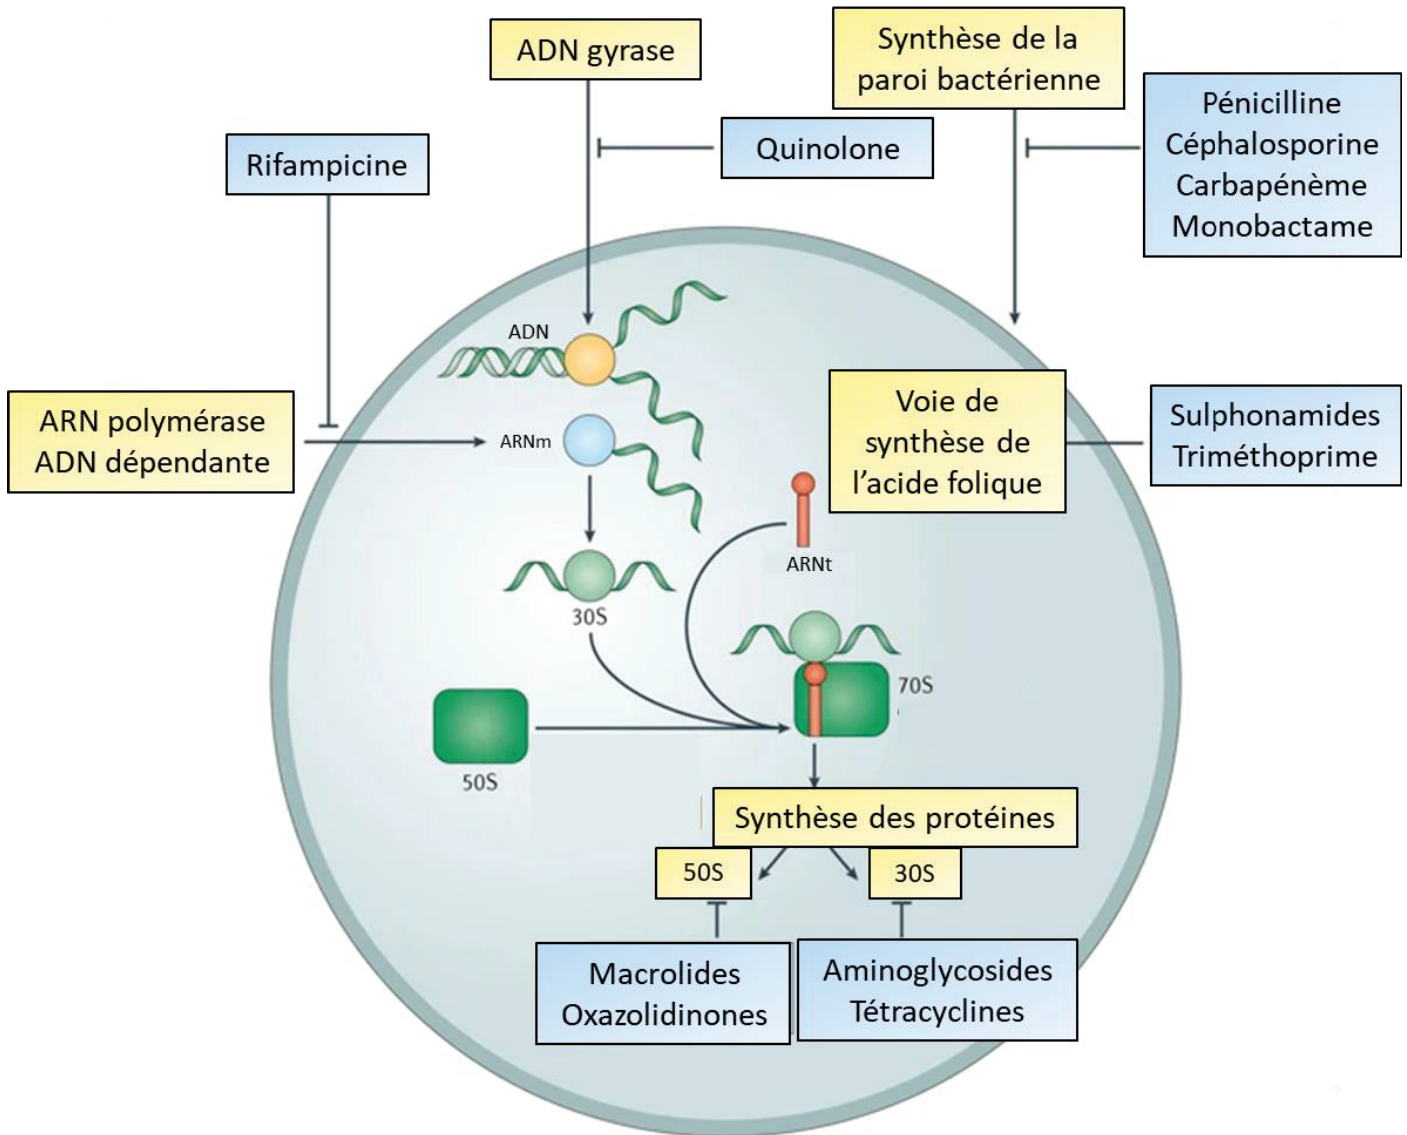 ADN gyrase
Synthèse de la
paroi bactérienne
Pénicilline
Céphalosporine
Carbapénème
Monobactame
Quinolone
Rifampicine
ADN
ARN polymérase
ADN dépendante
ARNm
Voie de
synthèse de
l’acide folique
Sulphonamides
Triméthoprime
ARNt
30S
70S
50S
Synthèse des protéines
50S
30S
Macrolides
Oxazolidinones
Aminoglycosides
Tétracyclines